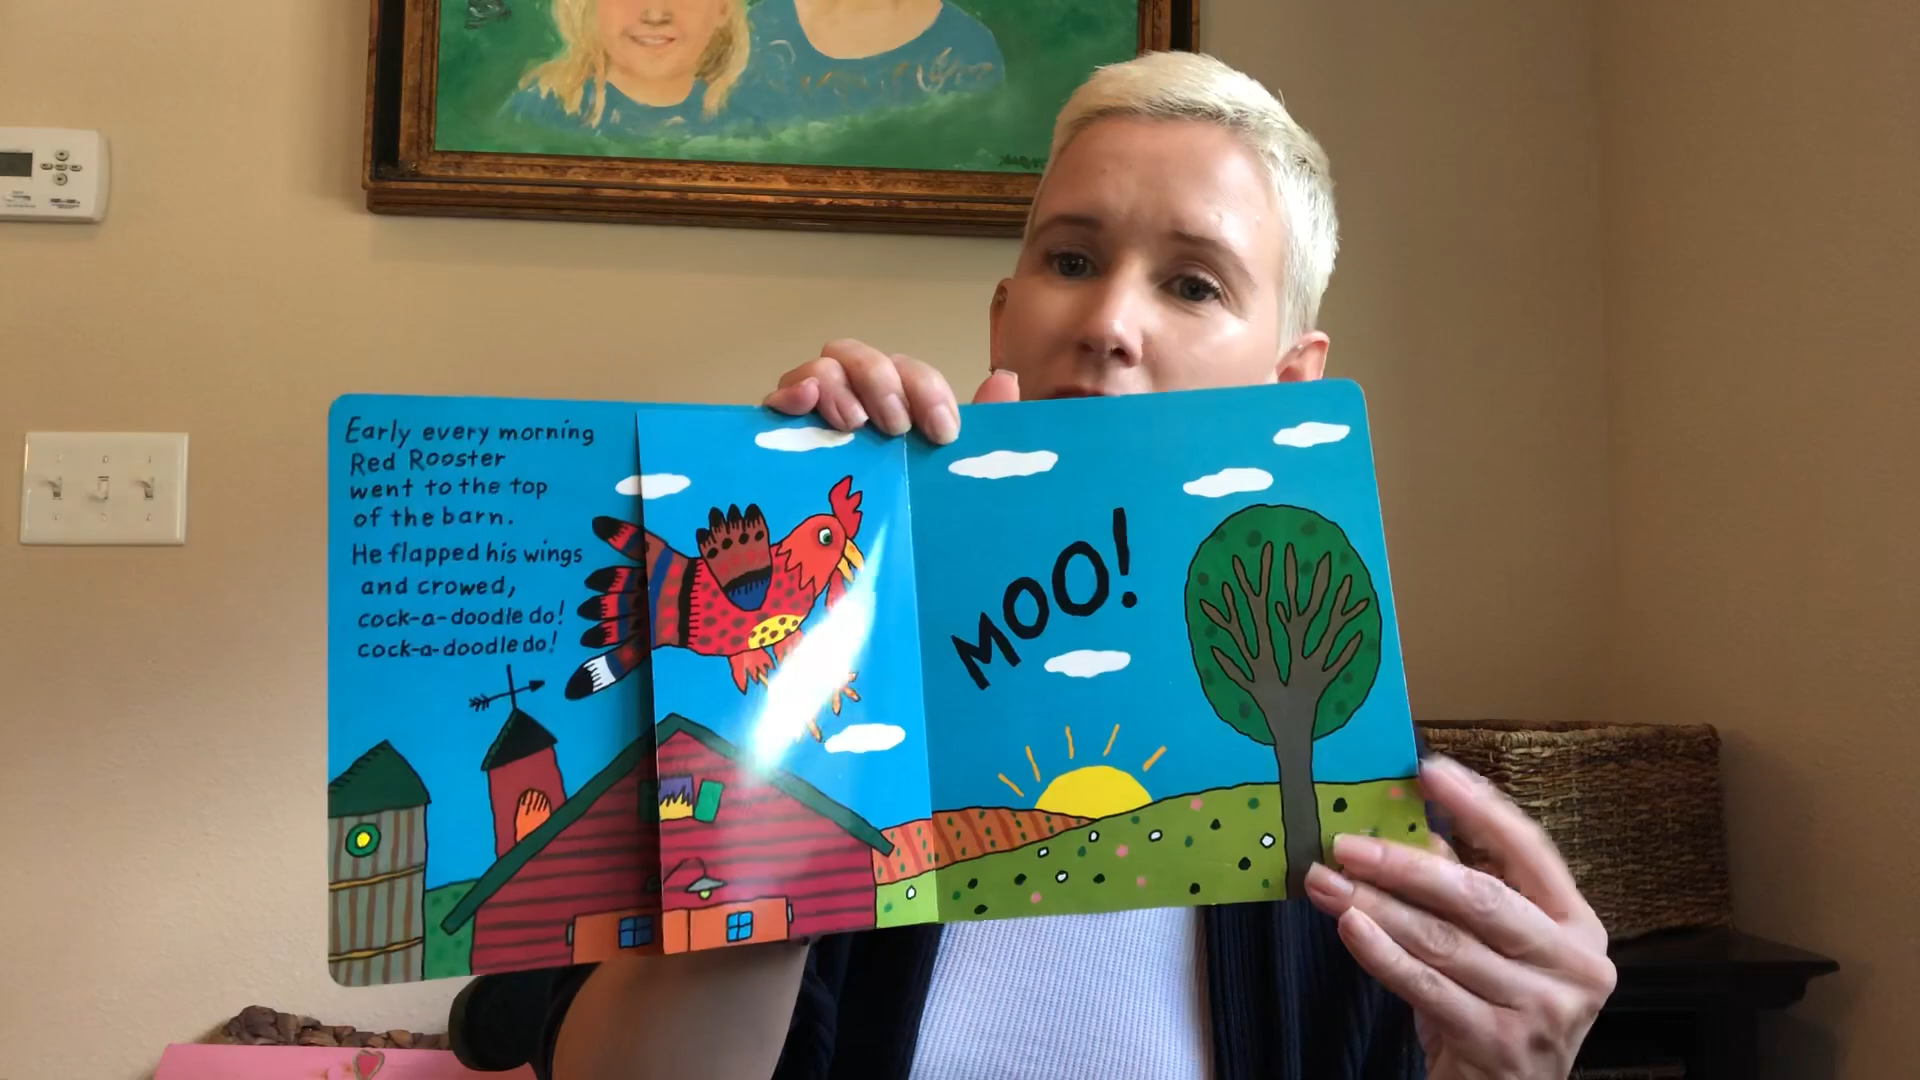 Early every morning
Red Rooster
went to the top
of the barn.
He flapped his wings
and crowed,
cock-a-doodle do!
cock-a-doodle do!
MOO!